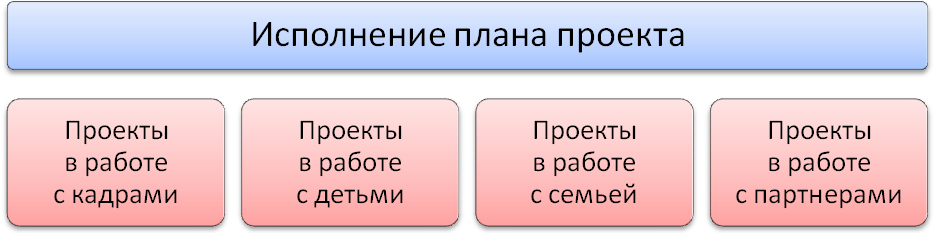 Исполнение плана проекта
Проекты
в работе
с кадрами
Проекты
в работе
с детьми
Проекты
в работе
с семьей
Проекты
в работе
с партнерами